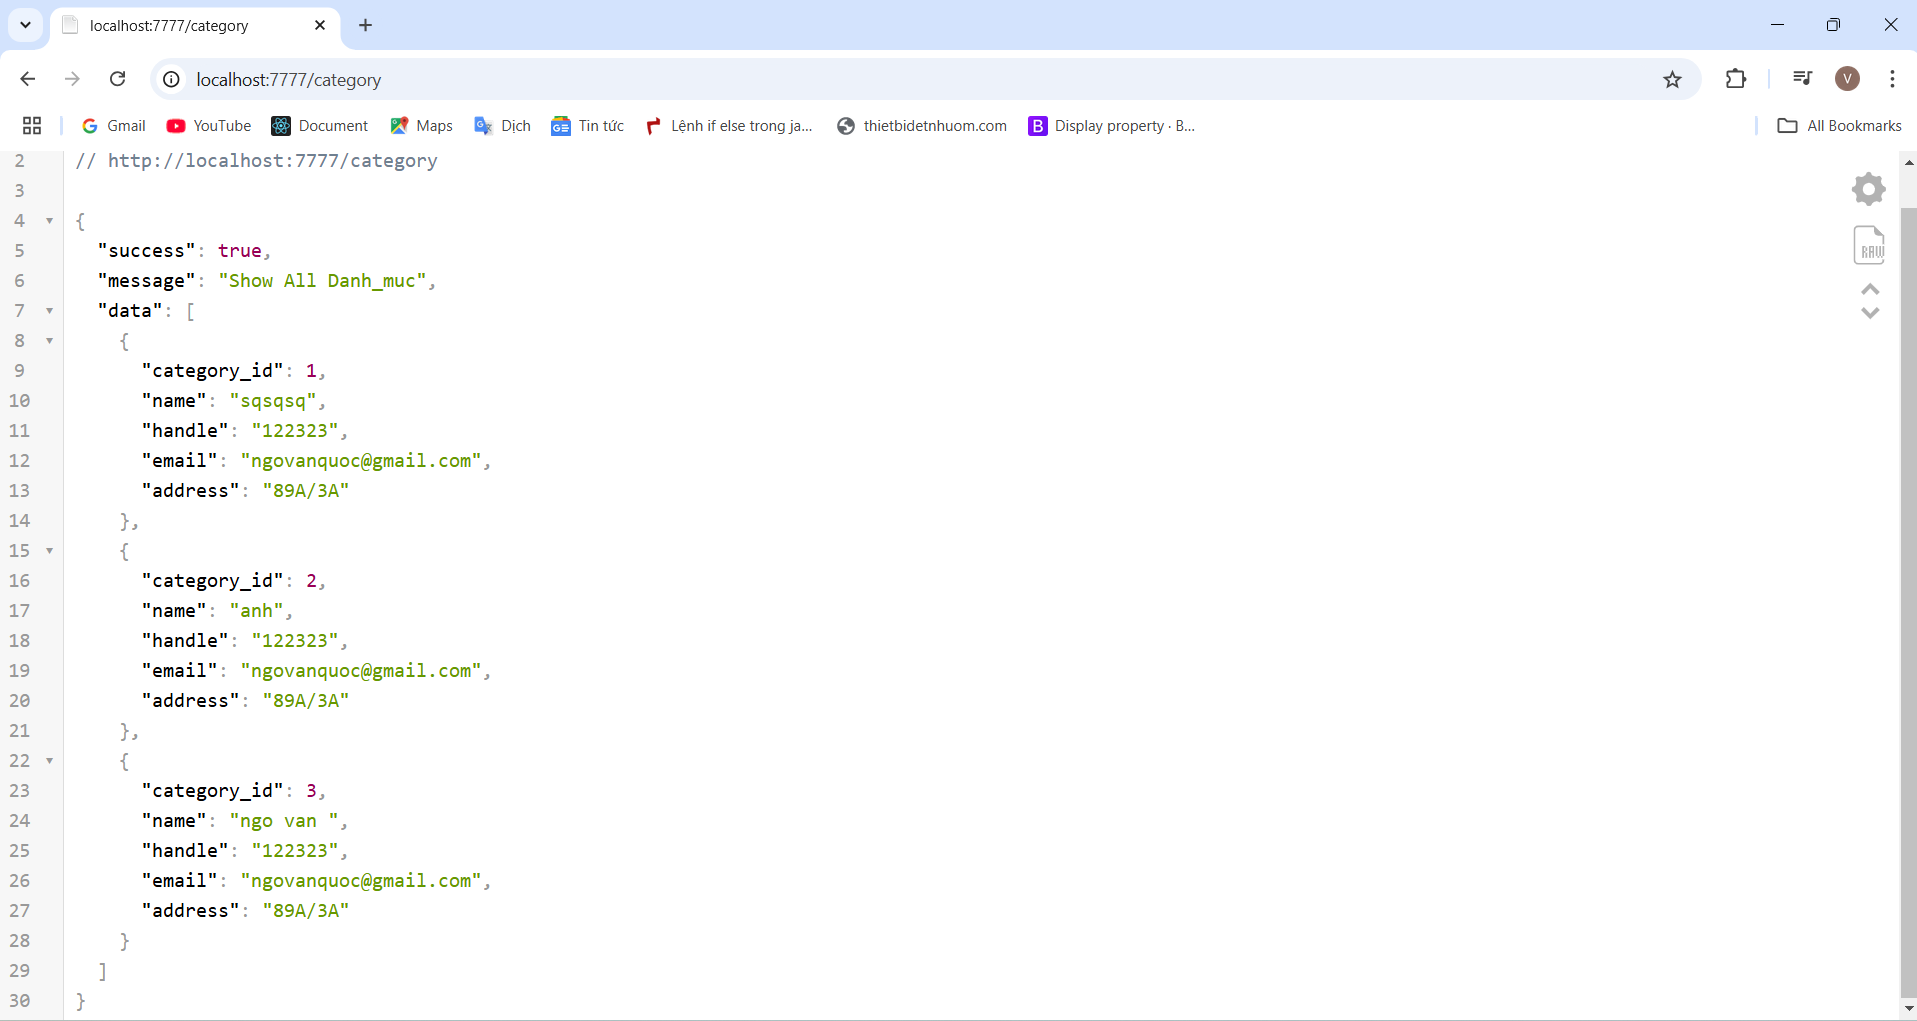 localhost:7777/category
localhost:7777/category
V
Gmail YouTube Document Maps Dịch Tin tức Lệnh if else trong ja... thietbidetnhuom.com B Display property · B... All Bookmarks
2 // http://localhost:7777/category
3
4 {
5 "success": true,
6 "message": "Show All Danh_muc",
7 "data": [
8 {
9 "category_id": 1,
10 "name": "sqsqsq",
11 "handle": "122323",
12 "email": "ngovanquoc@gmail.com",
13 "address": "89A/3A"
14 },
15 {
16 "category_id": 2,
17 "name": "anh",
18 "handle": "122323",
19 "email": "ngovanquoc@gmail.com",
20 "address": "89A/3A"
21 },
22 {
23 "category_id": 3,
24 "name": "ngo van ",
25 "handle": "122323",
26 "email": "ngovanquoc@gmail.com",
27 "address": "89A/3A"
28 }
29 ]
30 }
RAW